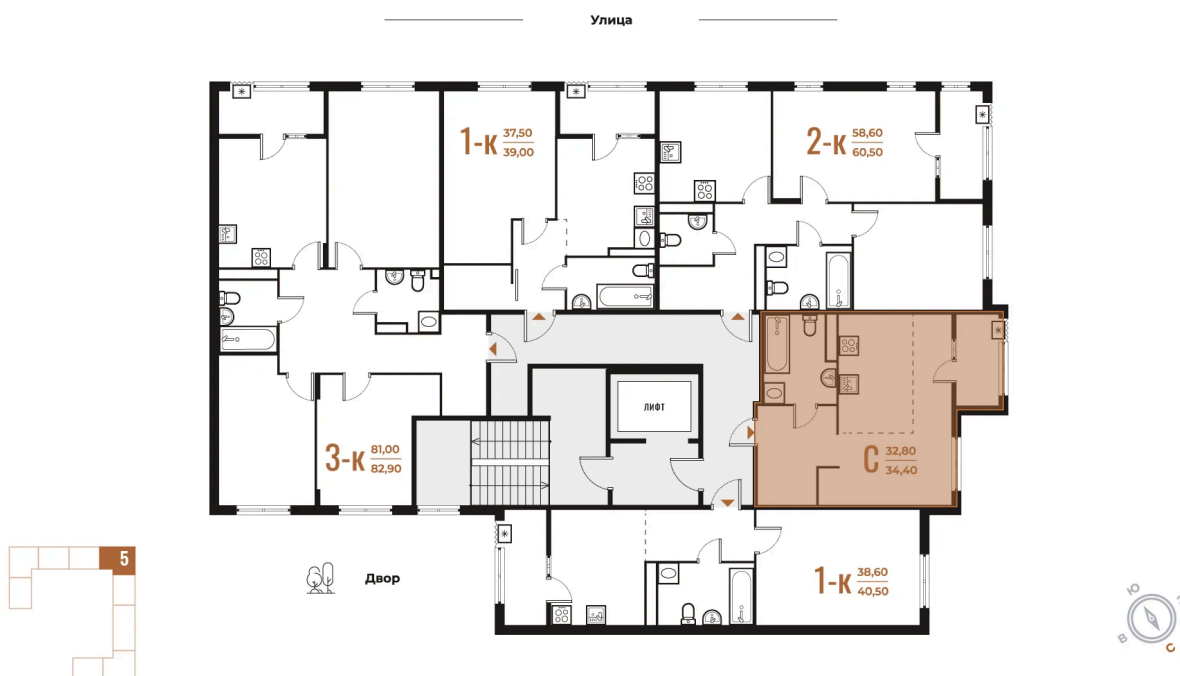 Улица
1-К 37,50
39,00
2-К 58,60
60,50
ЛИФТ
3-К 81,00
82,90
С 32,80
34,40
5
Двор
1-К 38,60
40,50
Ю
В
С